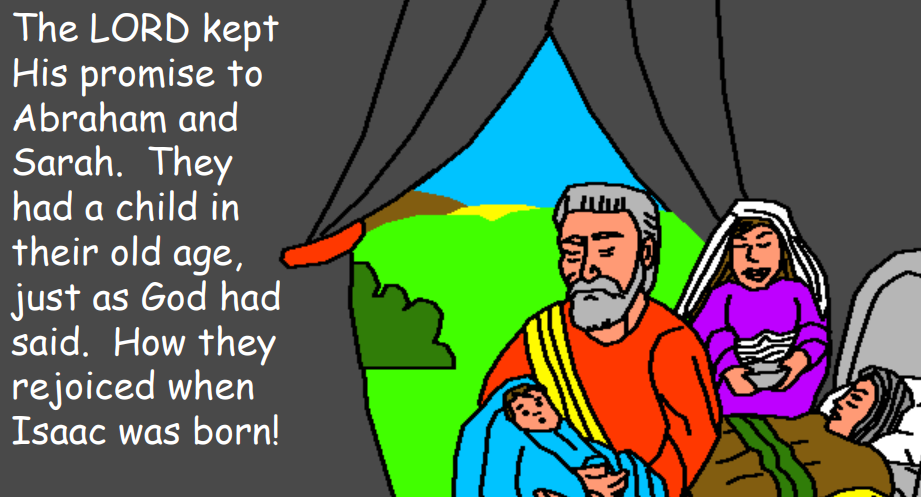 The LORD kept
His promise to
Abraham and
Sarah.  They
had a child in
their old age,
just as God had
said.  How they
rejoiced when
Isaac was born!